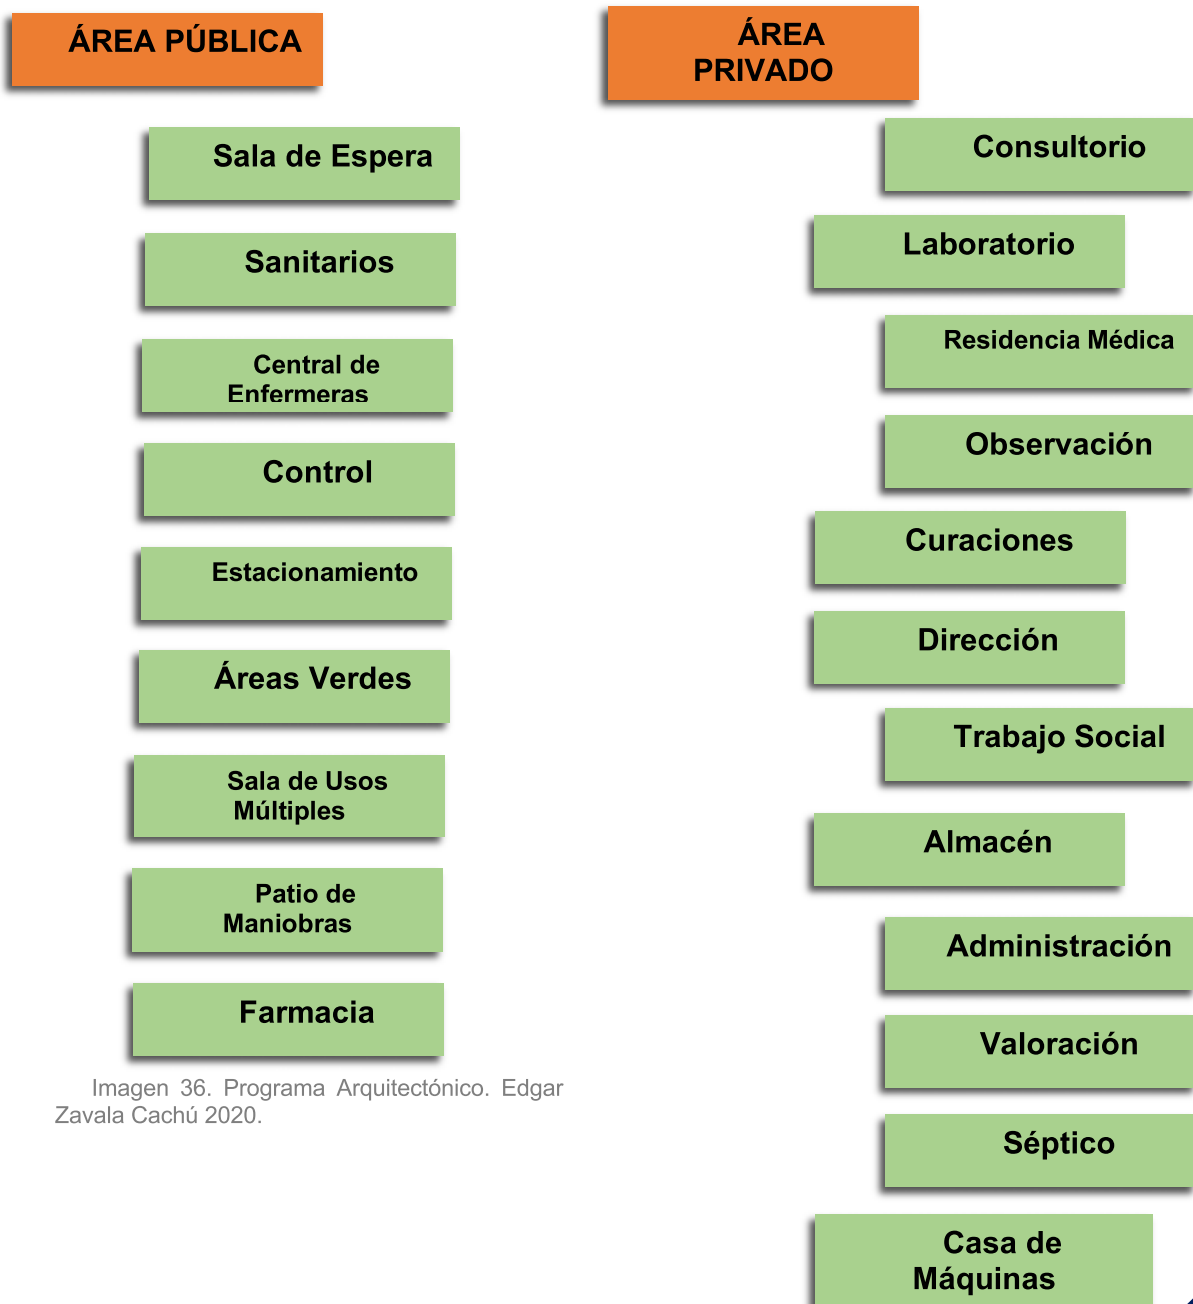 ÁREA PÚBLICA
Sala de Espera
Sanitarios
Central de
Enfermeras
Control
Estacionamiento
Áreas Verdes
Sala de Usos
Múltiples
Patio de
Maniobras
Farmacia
Imagen 36. Programa Arquitectónico. Edgar
Zavala Cachú 2020.
ÁREA
PRIVADO
Consultorio
Laboratorio
Residencia Médica
Observación
Curaciones
Dirección
Trabajo Social
Almacén
Administración
Valoración
Séptico
Casa de
Máquinas